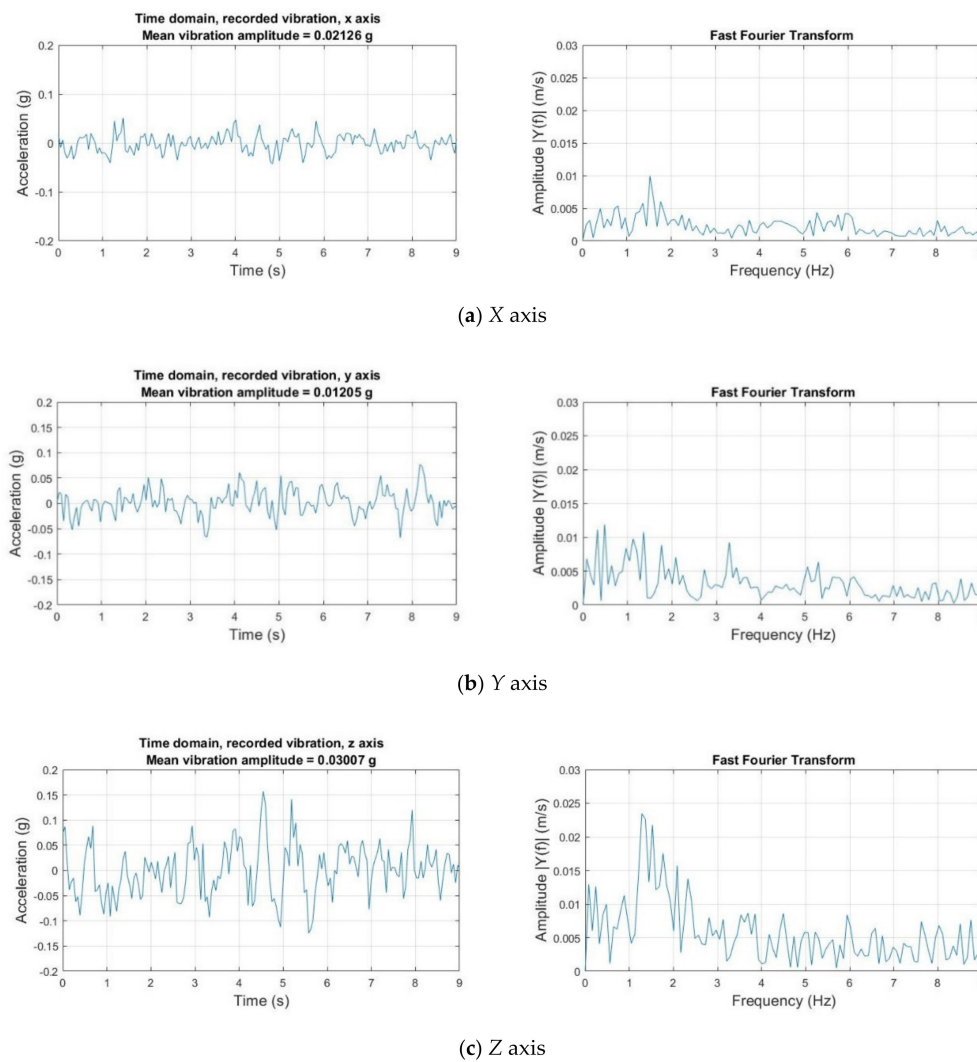 Time domain, recorded vibration, x axis
Mean vibration amplitude = 0.02126 g
0.2
0.1
0
-0.1
-0.2
Acceleration (g)
0 1 2 3 4 5 6 7 8 9
Time (s)
Fast Fourier Transform
0.03
0.025
0.02
0.015
0.01
0.005
0
Amplitude |Y(f)| (m/s)
0 1 2 3 4 5 6 7 8
Frequency (Hz)
(a) X axis
Time domain, recorded vibration, y axis
Mean vibration amplitude = 0.01205 g
0.2
0.15
0.1
0.05
0
-0.05
-0.1
-0.15
-0.2
Acceleration (g)
0 1 2 3 4 5 6 7 8 9
Time (s)
Fast Fourier Transform
0.03
0.025
0.02
0.015
0.01
0.005
0
Amplitude |Y(f)| (m/s)
0 1 2 3 4 5 6 7 8
Frequency (Hz)
(b) Y axis
Time domain, recorded vibration, z axis
Mean vibration amplitude = 0.03007 g
0.2
0.15
0.1
0.05
0
-0.05
-0.1
-0.15
-0.2
Acceleration (g)
0 1 2 3 4 5 6 7 8 9
Time (s)
Fast Fourier Transform
0.03
0.025
0.02
0.015
0.01
0.005
0
Amplitude |Y(f)| (m/s)
0 1 2 3 4 5 6 7 8
Frequency (Hz)
(c) Z axis